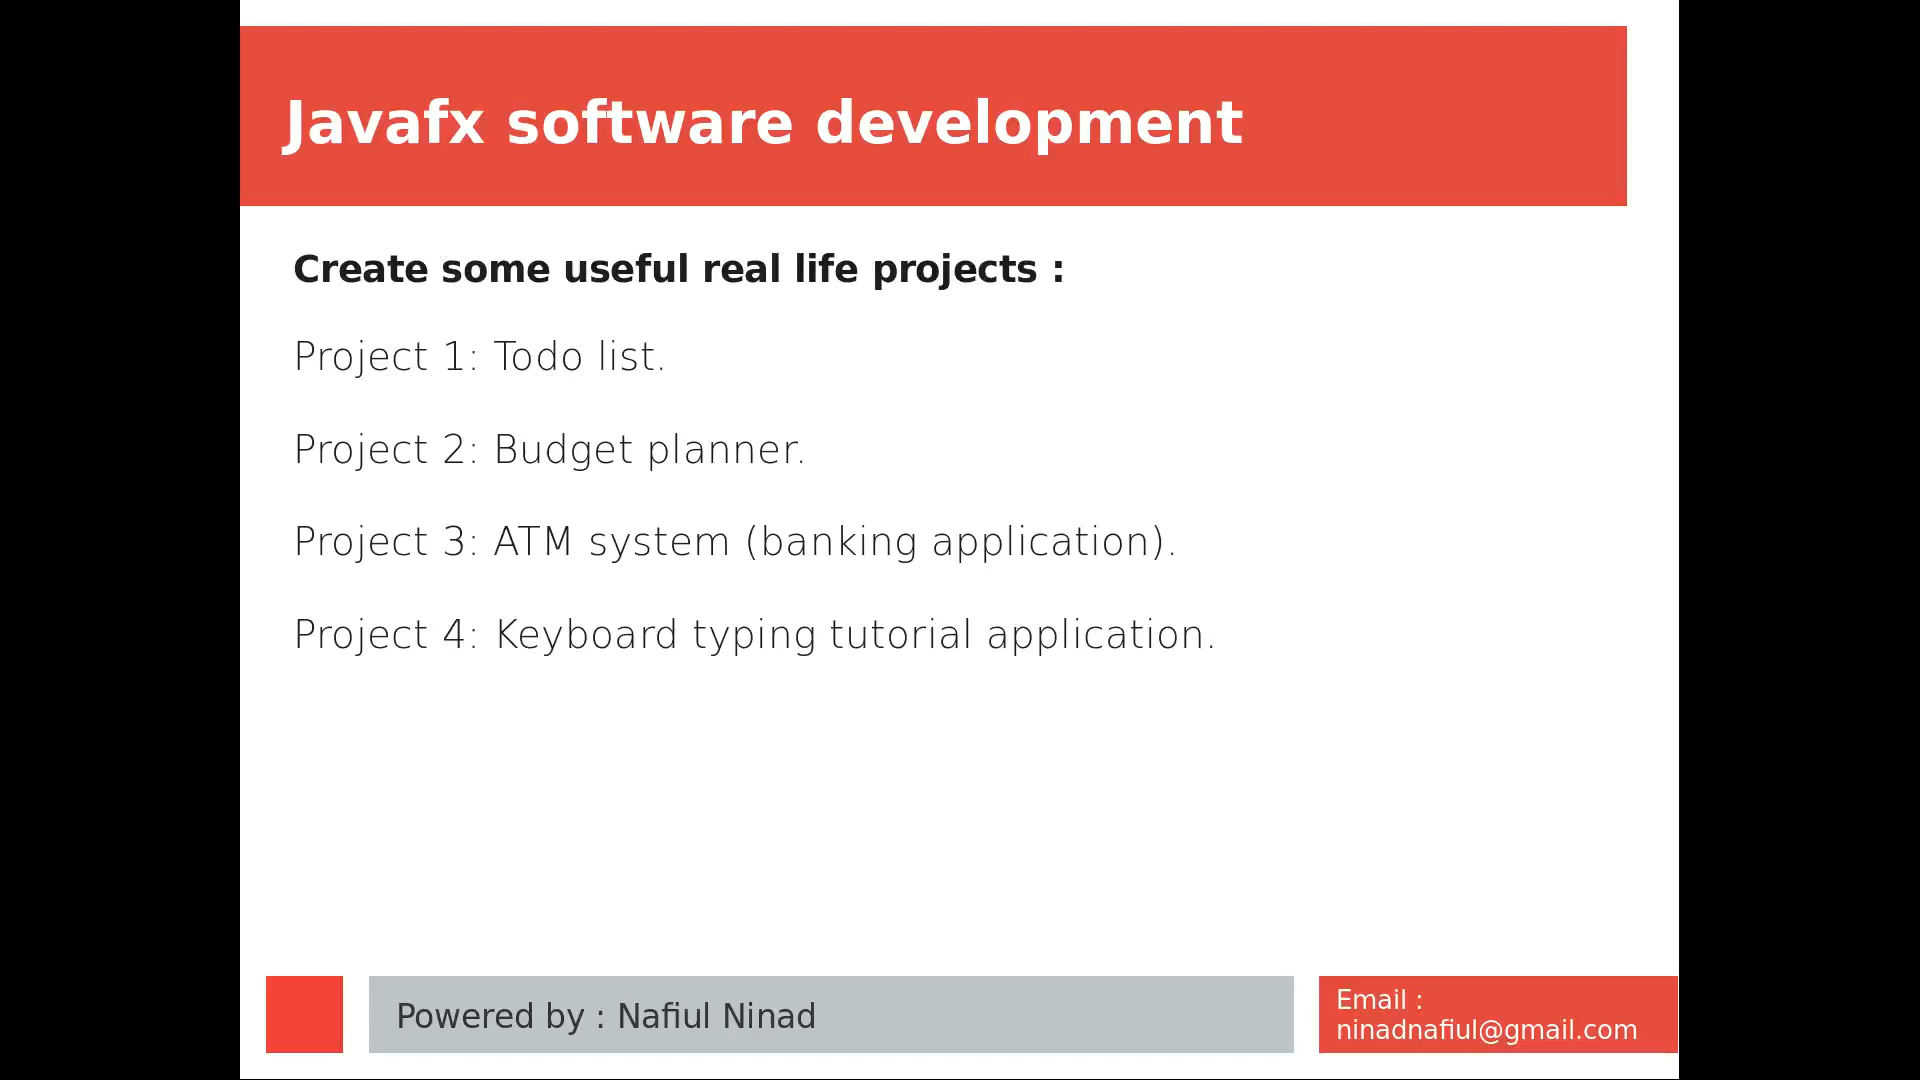 Javafx software development
Create some useful real life projects :
Project 1: Todo list.
Project 2: Budget planner.
Project 3: ATM system (banking application).
Project 4: Keyboard typing tutorial application.
Powered by : Nafiul Ninad
Email :
ninadnafiul@gmail.com